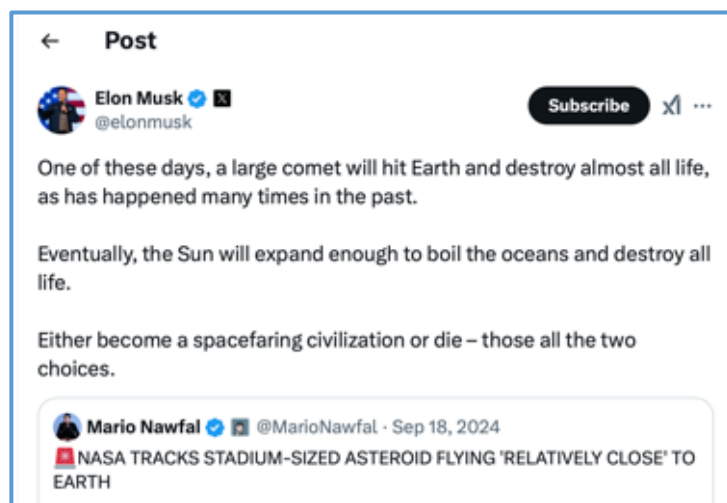 ← Post
Elon Musk
@elonmusk
Subscribe
···
One of these days, a large comet will hit Earth and destroy almost all life,
as has happened many times in the past.
Eventually, the Sun will expand enough to boil the oceans and destroy all
life.
Either become a spacefaring civilization or die – those all the two
choices.
Mario Nawfal @MarioNawfal · Sep 18, 2024
🚨NASA TRACKS STADIUM-SIZED ASTEROID FLYING 'RELATIVELY CLOSE' TO
EARTH